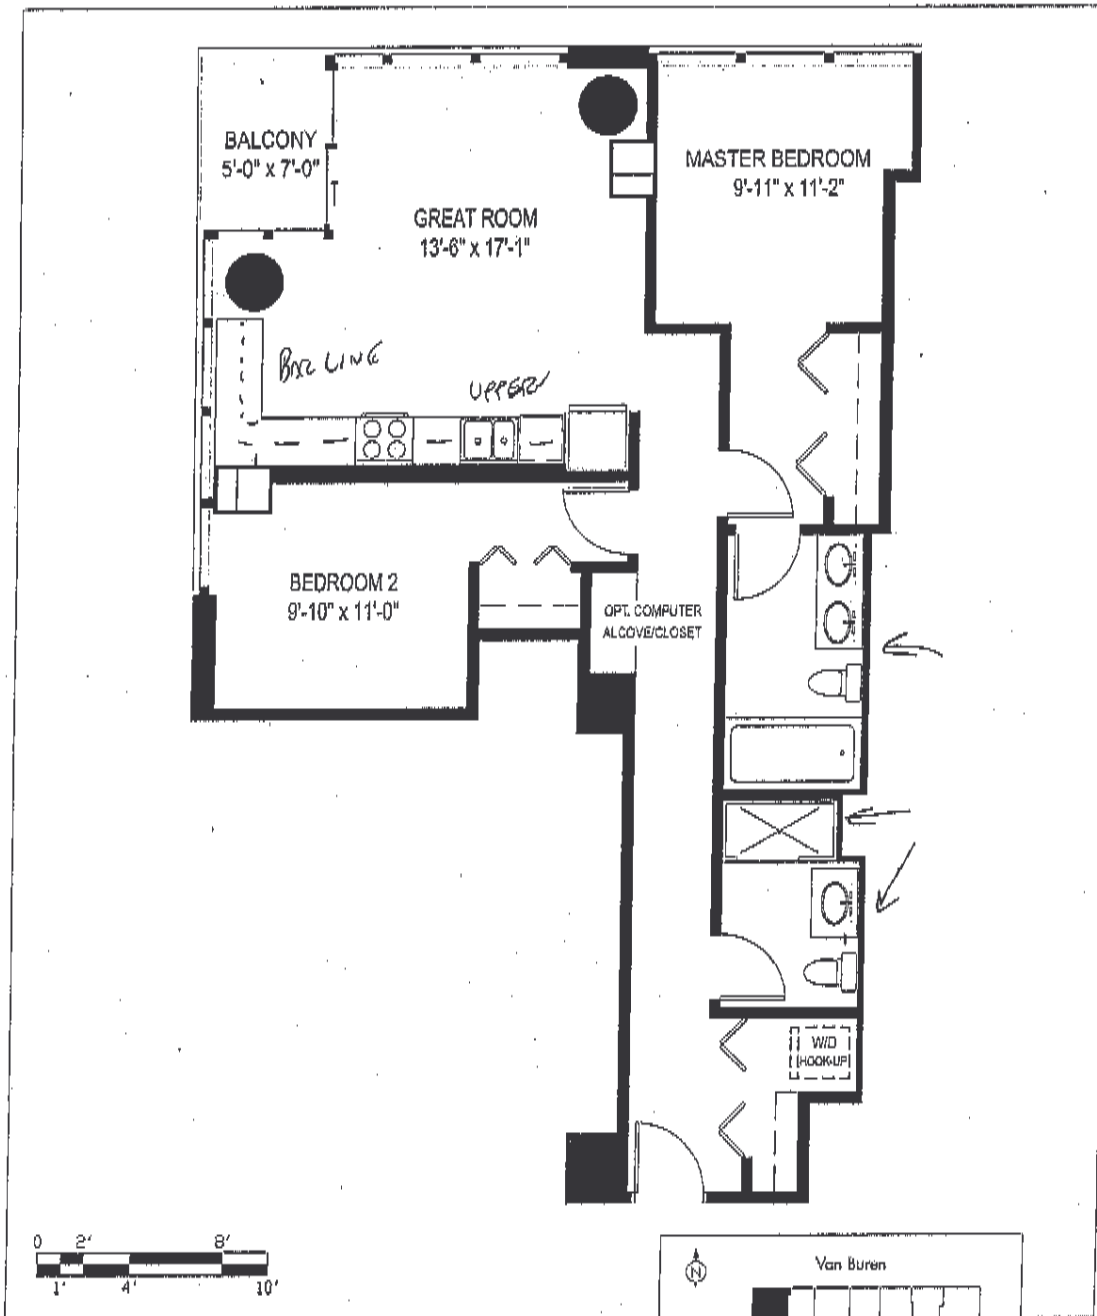 BALCONY
5'-0" x 7'-0"
GREAT ROOM
13'-6" x 17'-1"
MASTER BEDROOM
9'-11" x 11'-2"
BAR LINE
UPPER
BEDROOM 2
9'-10" x 11'-0"
OPT. COMPUTER
ALCOVE/CLOSET
W/D
HOOK-UP
0 2' 8'
1' 4' 10'
N
Van Buren